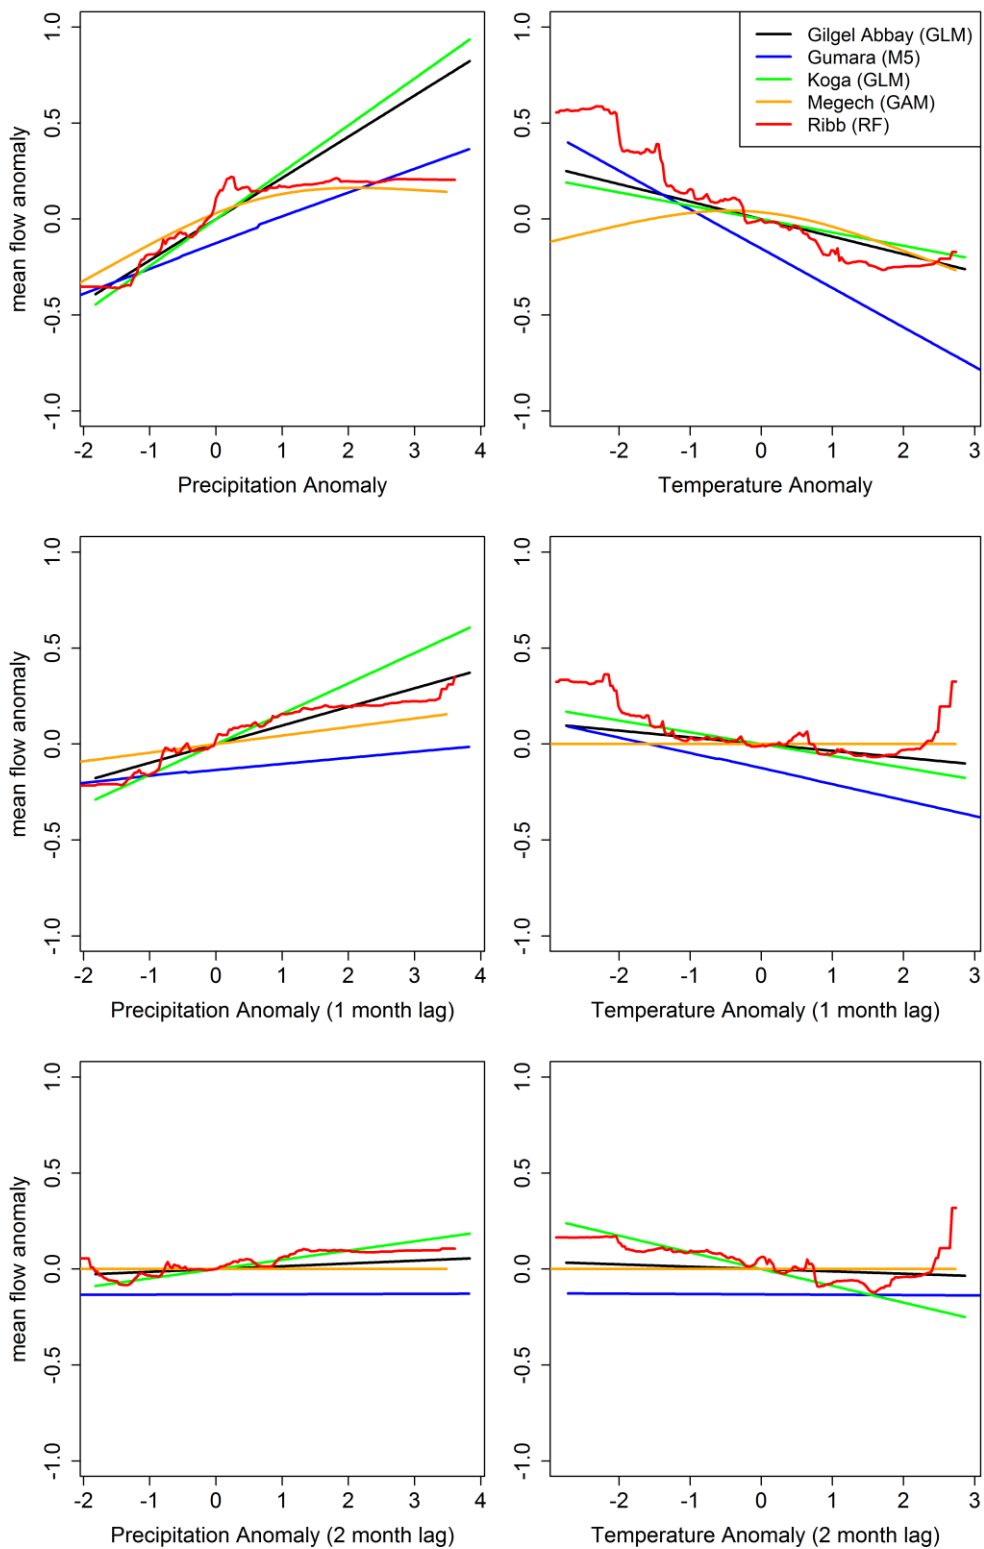 1.0
0.5
0.0
-0.5
-1.0
mean flow anomaly
-2 -1 0 1 2 3 4
Precipitation Anomaly
Gilgel Abbay (GLM)
Gumara (M5)
Koga (GLM)
Megech (GAM)
Ribb (RF)
1.0
0.5
0.0
-0.5
-1.0
-2 -1 0 1 2 3
Temperature Anomaly
1.0
0.5
0.0
-0.5
-1.0
mean flow anomaly
-2 -1 0 1 2 3 4
Precipitation Anomaly (1 month lag)
1.0
0.5
0.0
-0.5
-1.0
-2 -1 0 1 2 3
Temperature Anomaly (1 month lag)
1.0
0.5
0.0
-0.5
-1.0
mean flow anomaly
-2 -1 0 1 2 3 4
Precipitation Anomaly (2 month lag)
1.0
0.5
0.0
-0.5
-1.0
-2 -1 0 1 2 3
Temperature Anomaly (2 month lag)